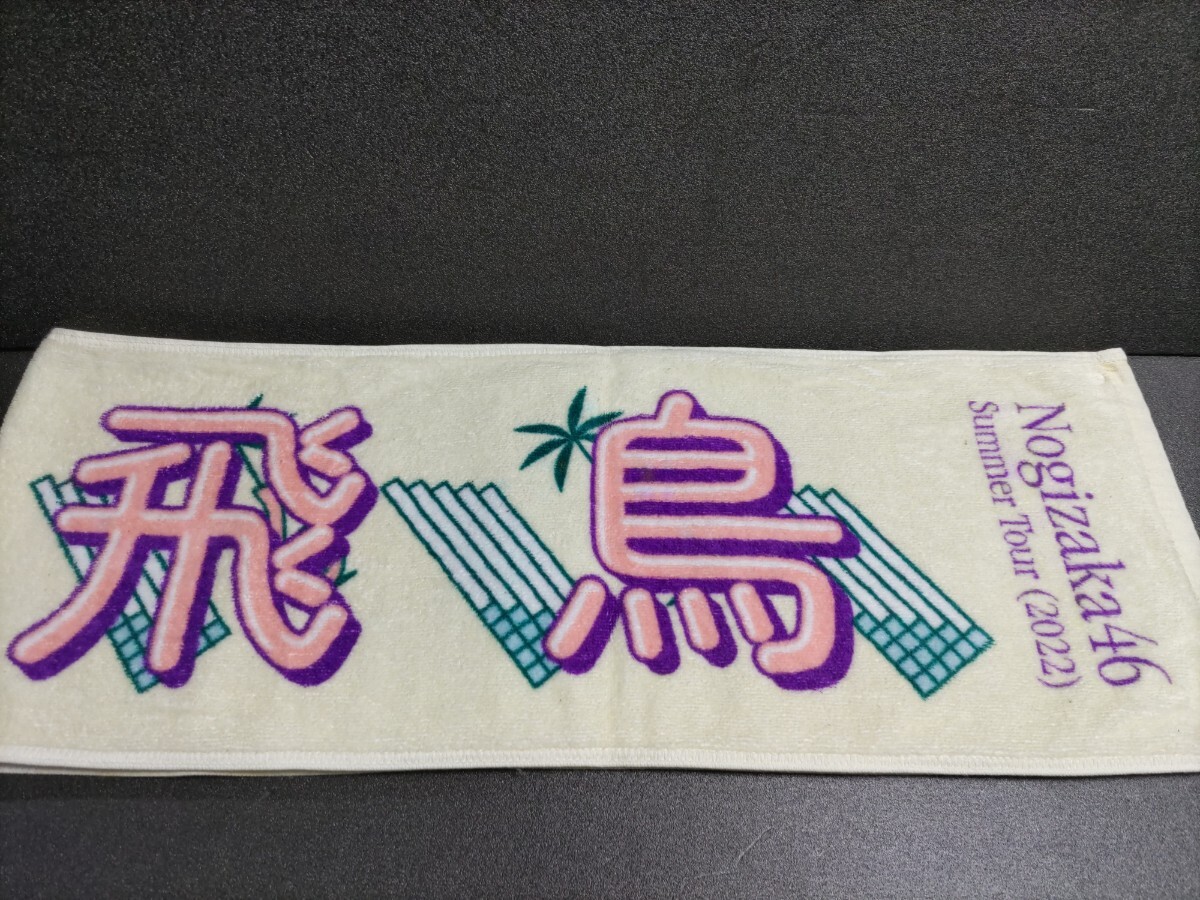 飛鳥
Nogizaka46
Summer Tour (2022)